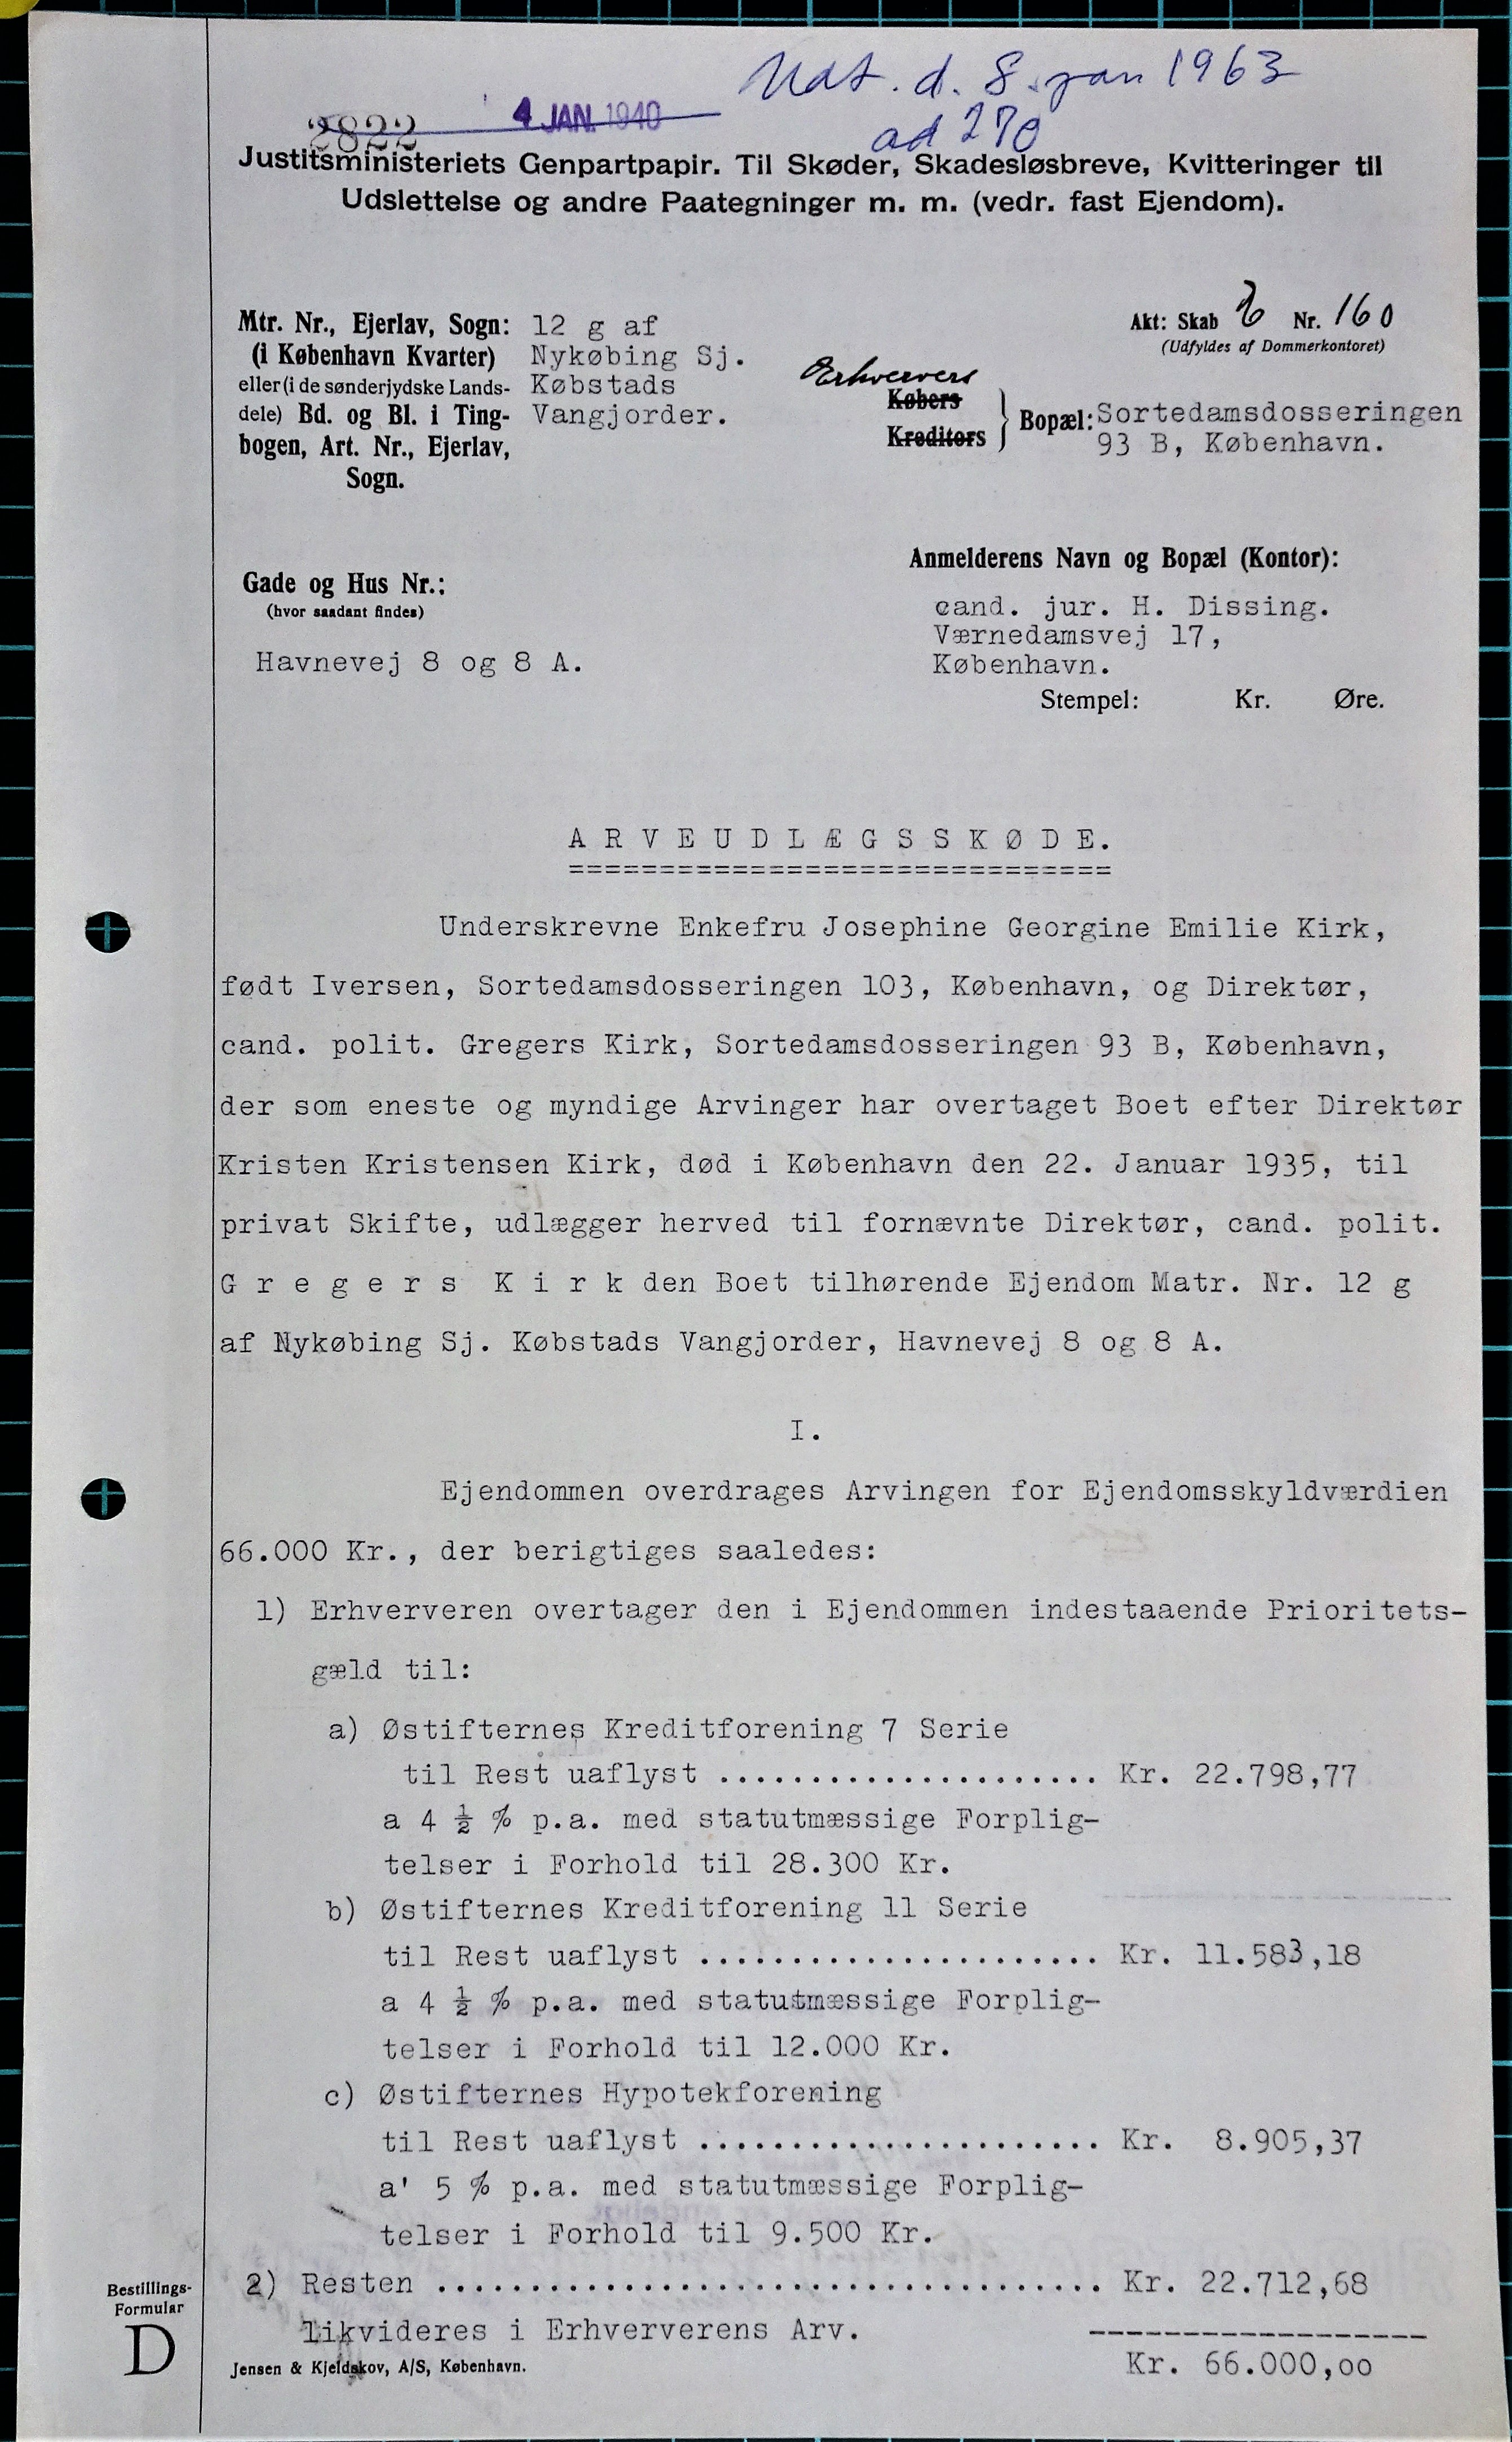 Udst. d. 8. jan 1963
2822 4 JAN. 1940
ad 270
Justitsministeriets Genpartpapir. Til Skøder, Skadesløsbreve, Kvitteringer til
Udslettelse og andre Paategninger m. m. (vedr. fast Ejendom).
Mtr. Nr., Ejerlav, Sogn: 12 g af
(i København Kvarter) Nykøbing Sj.
eller (i de sønderjydske Lands- Købstads
dele) Bd. og Bl. i Ting- Vangjorder.
bogen, Art. Nr., Ejerlav,
Sogn.
Akt: Skab Nr. 160
(Udfyldes af Dommerkontoret)
Erhververs
Købers
Kreditors
Bopæl: Sortedamsdosseringen
93 B, København.
Gade og Hus Nr.:
(hvor saadant findes)
Havnevej 8 og 8 A.
Anmelderens Navn og Bopæl (Kontor):
cand. jur. H. Dissing.
Værnedamsvej 17,
København.
Stempel: Kr. Øre.
A R V E U D L Æ G S S K Ø D E.
==============================
Underskrevne Enkefru Josephine Georgine Emilie Kirk,
født Iversen, Sortedamsdosseringen 103, København, og Direktør,
cand. polit. Gregers Kirk, Sortedamsdosseringen 93 B, København,
der som eneste og myndige Arvinger har overtaget Boet efter Direktør
Kristen Kristensen Kirk, død i København den 22. Januar 1935, til
privat Skifte, udlægger herved til fornævnte Direktør, cand. polit.
G r e g e r s K i r k den Boet tilhørende Ejendom Matr. Nr. 12 g
af Nykøbing Sj. Købstads Vangjorder, Havnevej 8 og 8 A.
I.
Ejendommen overdrages Arvingen for Ejendomsskyldværdien
66.000 Kr., der berigtiges saaledes:
1) Erhververen overtager den i Ejendommen indestaaende Prioritets-
gæld til:
a) Østifternes Kreditforening 7 Serie
til Rest uaflyst ..................... Kr. 22.798,77
a 4 ½ % p.a. med statutmæssige Forplig-
telser i Forhold til 28.300 Kr.
b) Østifternes Kreditforening 11 Serie
til Rest uaflyst ...................... Kr. 11.583,18
a 4 ½ % p.a. med statutmæssige Forplig-
telser i Forhold til 12.000 Kr.
c) Østifternes Hypotekforening
til Rest uaflyst ...................... Kr. 8.905,37
a' 5 % p.a. med statutmæssige Forplig-
telser i Forhold til 9.500 Kr.
2) Resten ..................................... Kr. 22.712,68
likvideres i Erhververens Arv.
------------------
Kr. 66.000,oo
Bestillings-
Formular
D
Jensen & Kjeldskov, A/S, København.